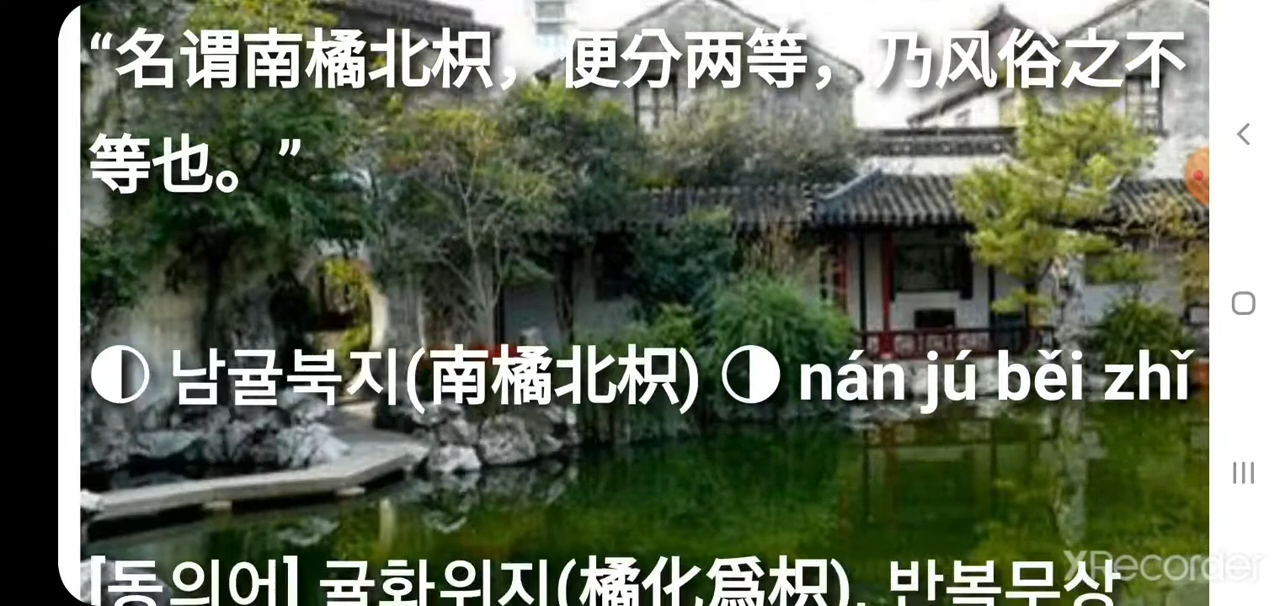 “名谓南橘北枳，便分两等，乃风俗之不
等也。”
◐ 남귤북지(南橘北枳) ◑ nán jú běi zhǐ
[동의어] 귤화위지(橘化爲枳), 반복무상
XRecorder